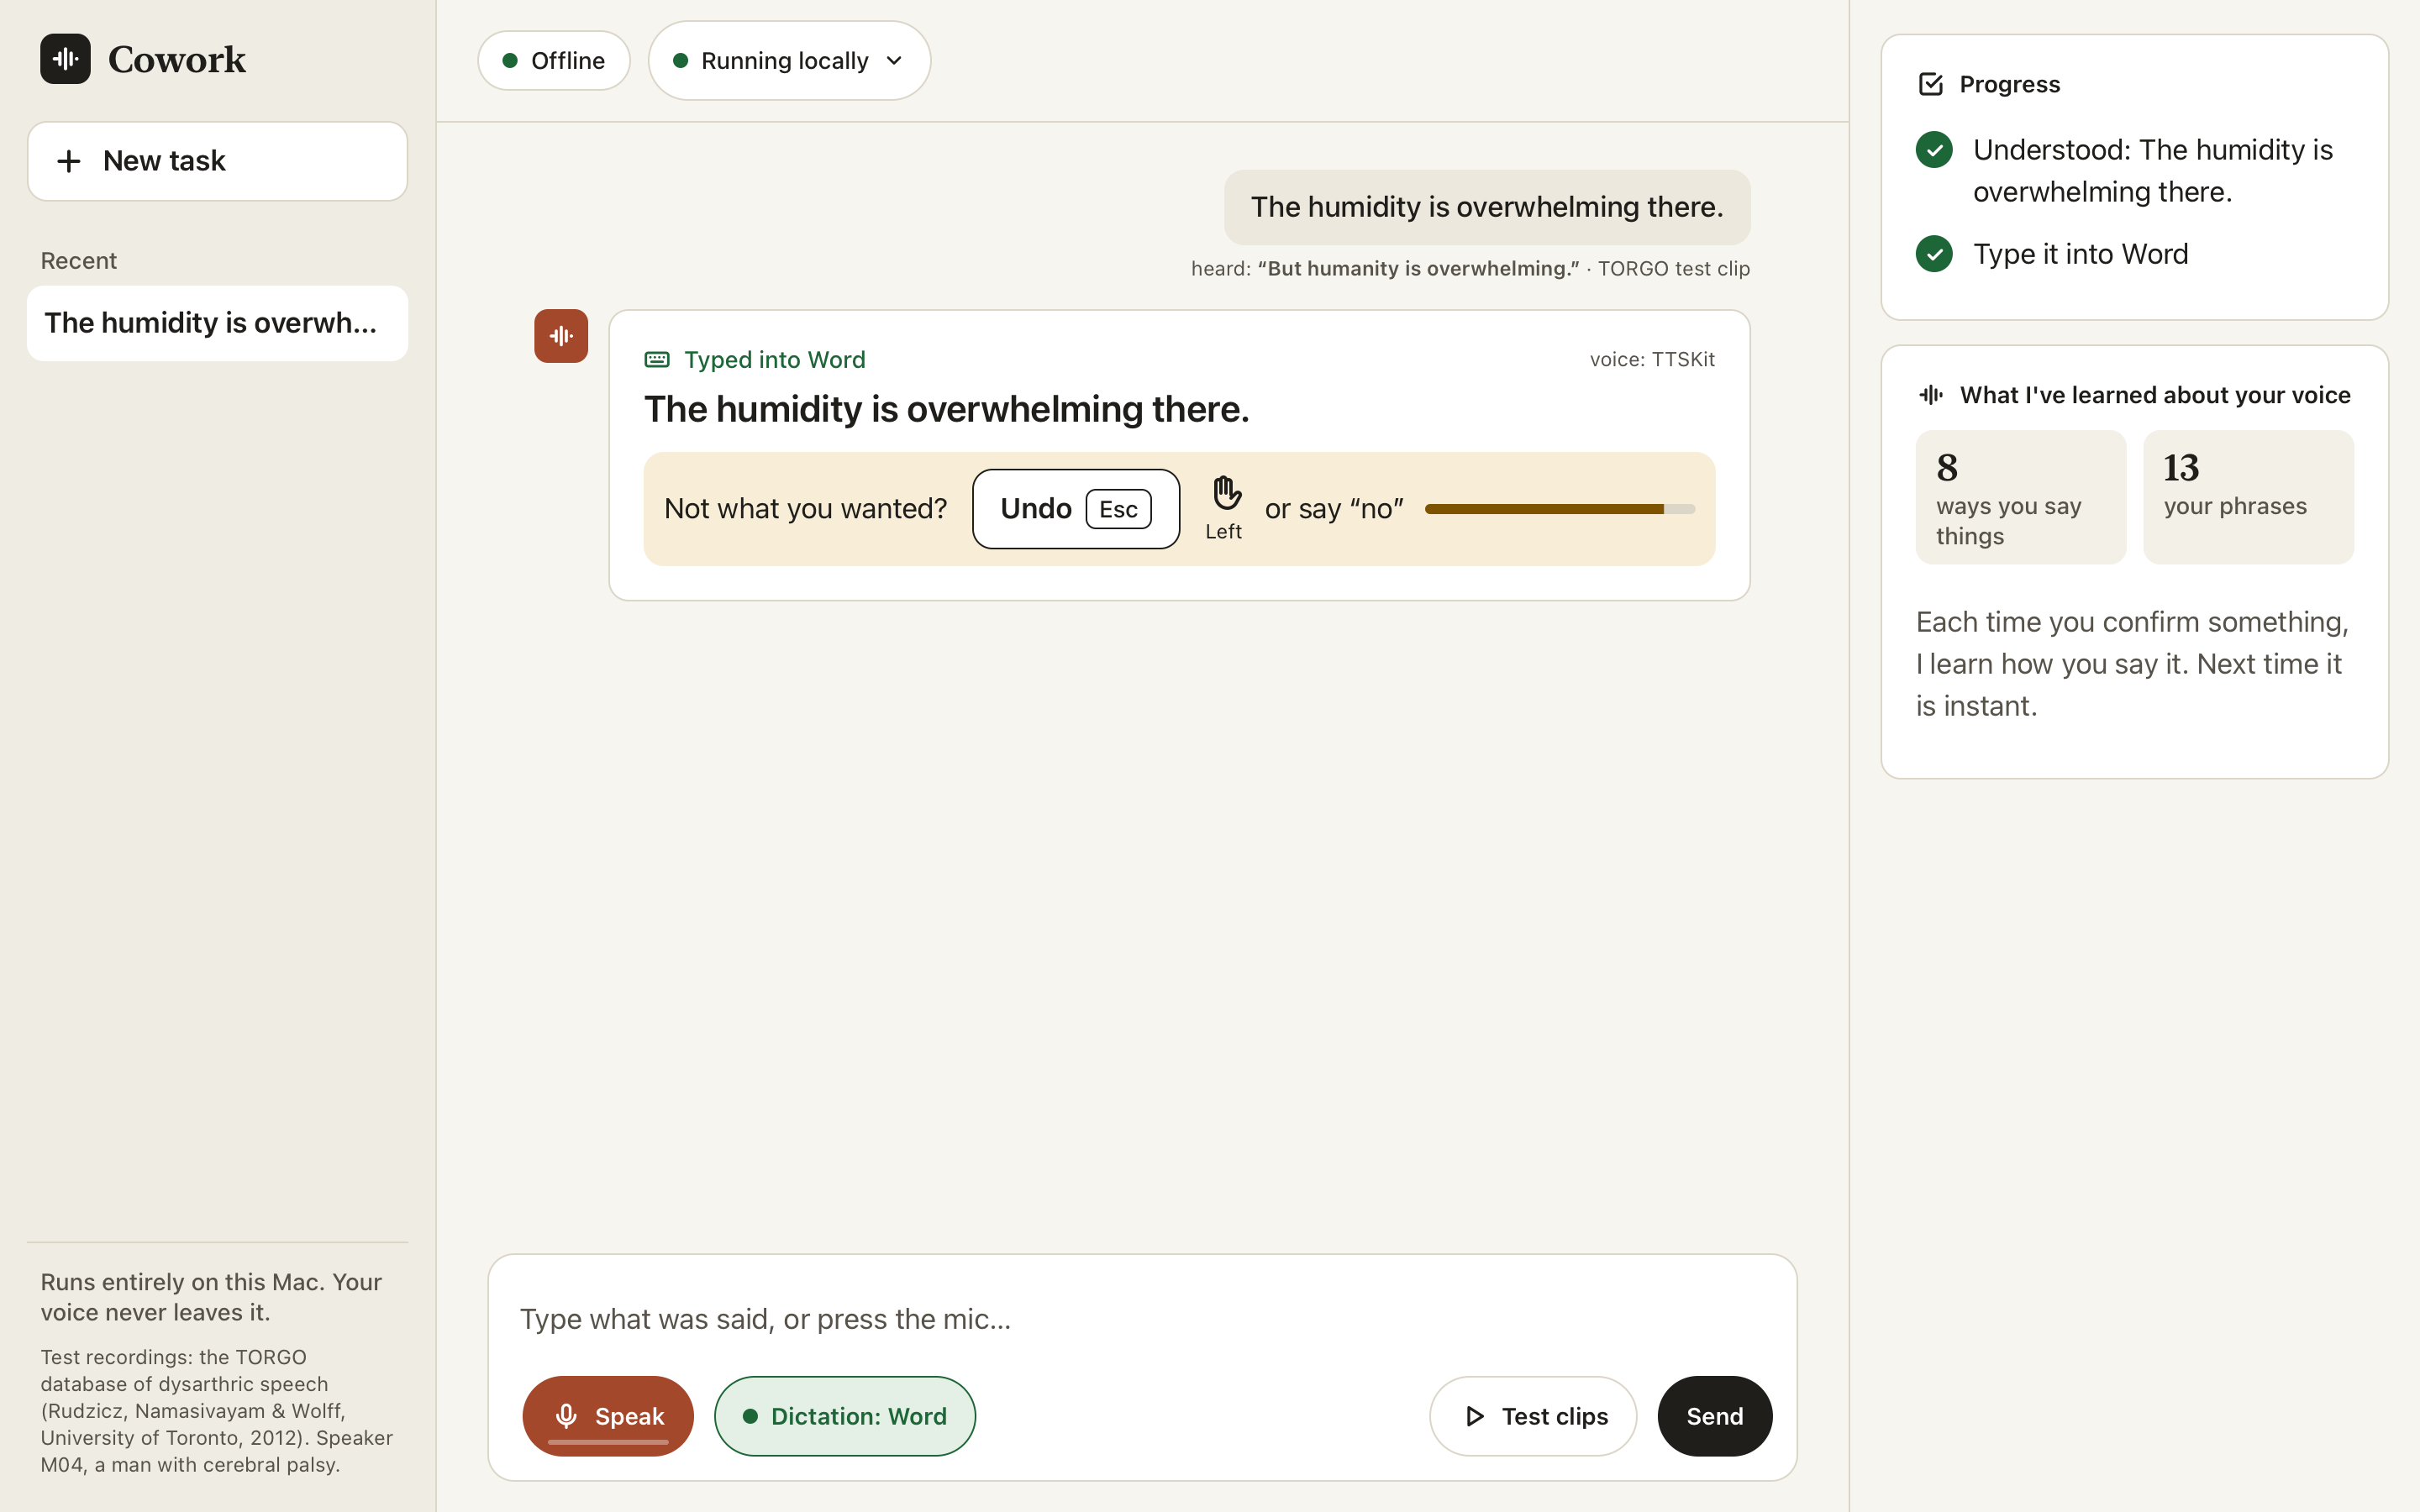 Cowork
New task
Recent
The humidity is overwh...
Runs entirely on this Mac. Your
voice never leaves it.
Test recordings: the TORGO
database of dysarthric speech
(Rudzicz, Namasivayam & Wolff,
University of Toronto, 2012). Speaker
M04, a man with cerebral palsy.
Offline
Running locally
The humidity is overwhelming there.
heard: “But humanity is overwhelming.” · TORGO test clip
Typed into Word
voice: TTSKit
The humidity is overwhelming there.
Not what you wanted? Undo Esc Left or say “no”
Type what was said, or press the mic...
Speak
Dictation: Word
Test clips
Send
Progress
Understood: The humidity is
overwhelming there.
Type it into Word
What I've learned about your voice
8
ways you say
things
13
your phrases
Each time you confirm something,
I learn how you say it. Next time it
is instant.